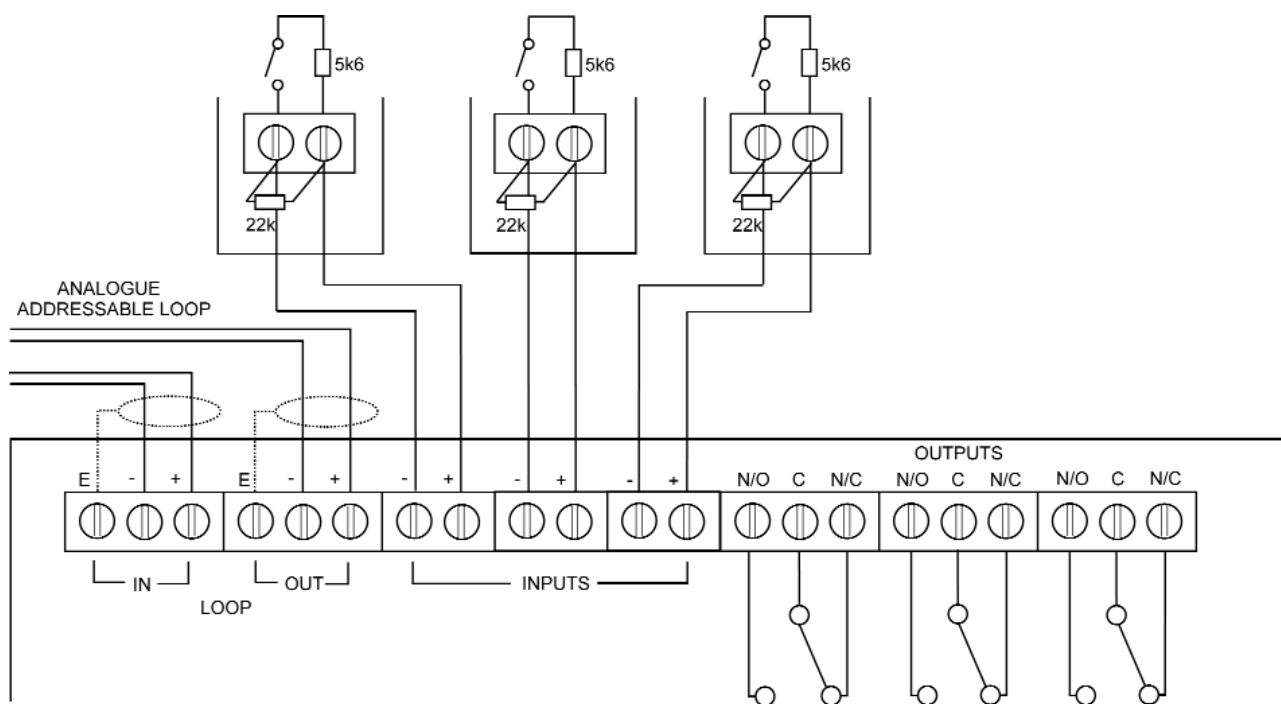 5k6 5k6 5k6
22k 22k 22k
ANALOGUE
ADDRESSABLE LOOP
OUTPUTS
E - + E - + - + - + - + N/O C N/C N/O C N/C N/O C N/C
IN OUT INPUTS
LOOP